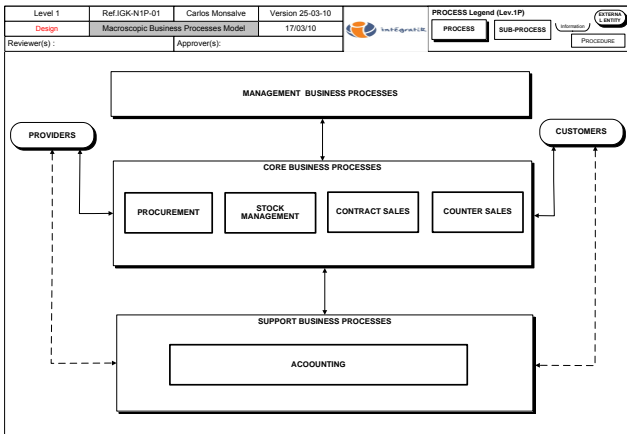 Level 1
Ref.IGK-N1P-01
Carlos Monsalve
Version 25-03-10
Design
Macroscopic Business Processes Model
17/03/10
Reviewer(s) :
Approver(s):
IntEgratIK
PROCESS Legend (Lev.1P)
PROCESS
SUB-PROCESS
Information
EXTERNA
L ENTITY
PROCEDURE
MANAGEMENT BUSINESS PROCESSES
PROVIDERS
CUSTOMERS
CORE BUSINESS PROCESSES
PROCUREMENT
STOCK
MANAGEMENT
CONTRACT SALES
COUNTER SALES
SUPPORT BUSINESS PROCESSES
ACOOUNTING